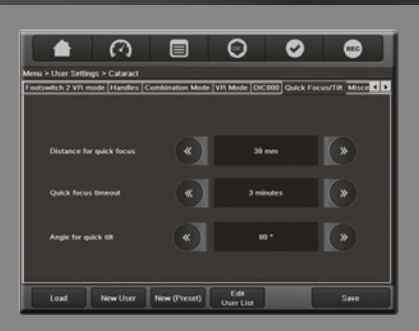 REC
Menu > User Settings > Cataract
Footswitch 2 VR mode Handles Combination Mode VR Mode DIC800 Quick Focus/Tilt Misce
Distance for quick focus « 39 mm »
Quick focus timeout « 3 minutes »
Angle for quick tilt « 80 ° »
Load New User New (Preset) Edit User List Save